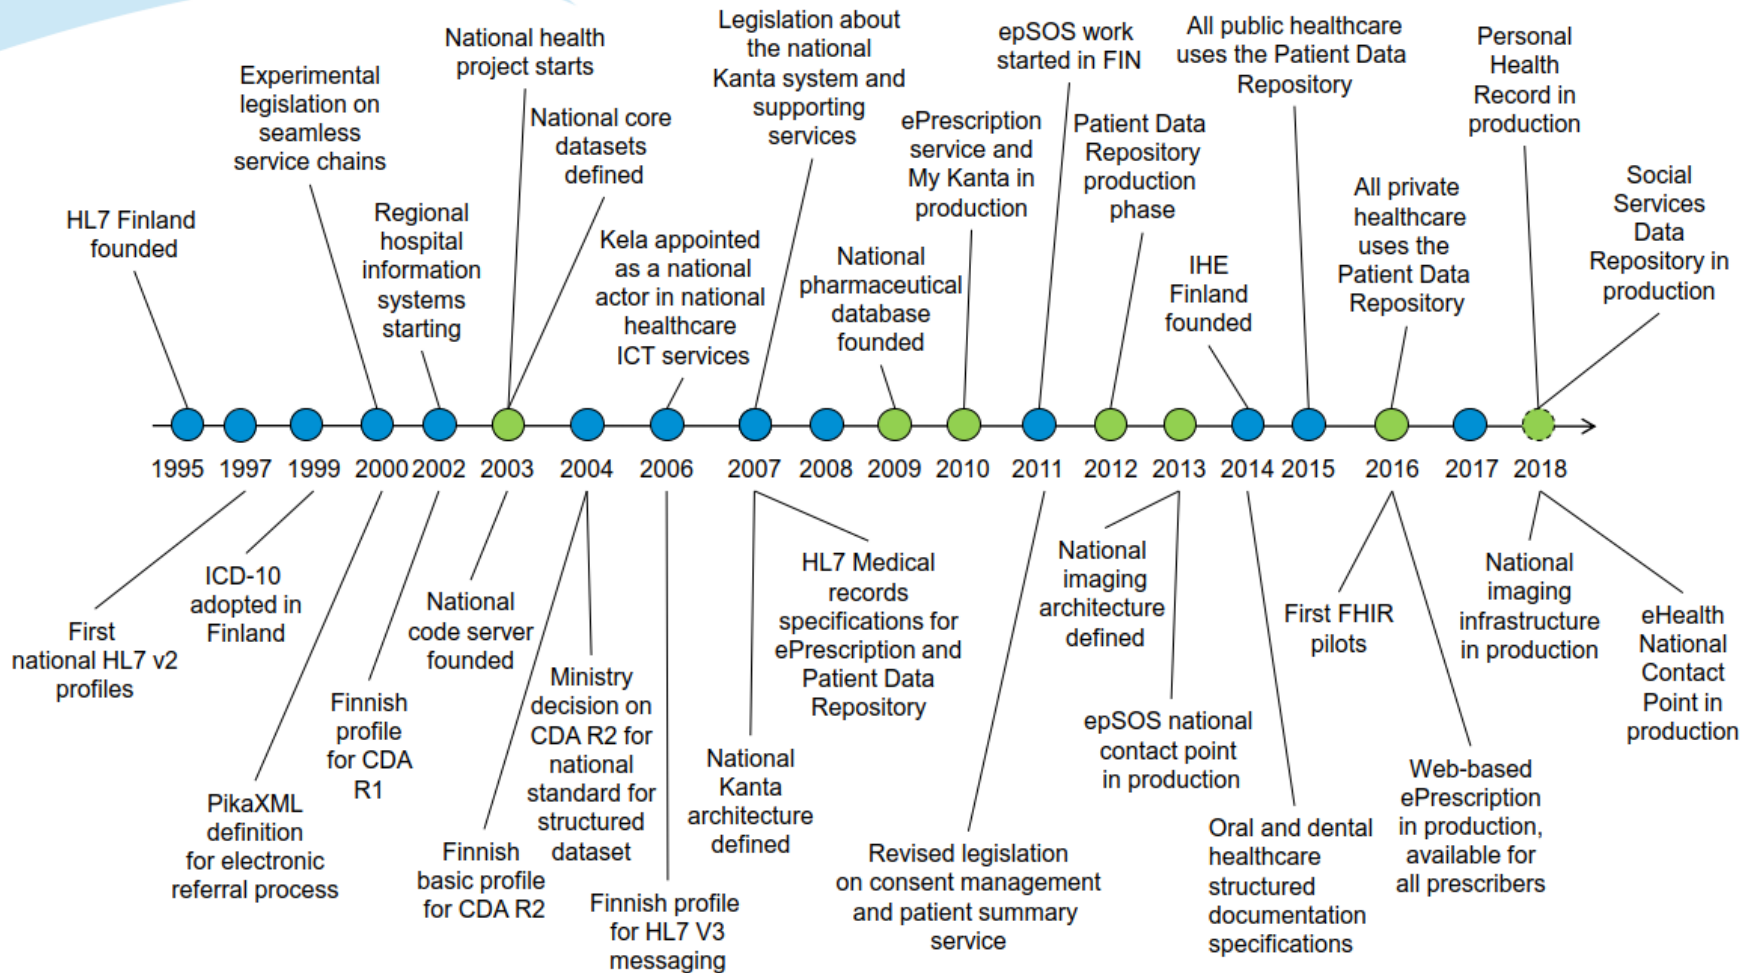 HL7 Finland
founded
Experimental
legislation on
seamless
service chains
Regional
hospital
information
systems
starting
National health
project starts
National core
datasets
defined
Kela appointed
as a national
actor in national
healthcare
ICT services
Legislation about
the national
Kanta system and
supporting
services
National
pharmaceutical
database
founded
ePrescription
service and
My Kanta in
production
epSOS work
started in FIN
Patient Data
Repository
production
phase
IHE
Finland
founded
All public healthcare
uses the Patient Data
Repository
All private
healthcare
uses the
Patient Data
Repository
Personal
Health
Record in
production
Social
Services
Data
Repository in
production
1995 1997 1999 2000 2002 2003 2004 2006 2007 2008 2009 2010 2011 2012 2013 2014 2015 2016 2017 2018
First
national HL7 v2
profiles
ICD-10
adopted in
Finland
PikaXML
definition
for electronic
referral process
Finnish
profile
for CDA
R1
National
code server
founded
Finnish
basic profile
for CDA R2
Ministry
decision on
CDA R2 for
national
standard for
structured
dataset
Finnish profile
for HL7 V3
messaging
National
Kanta
architecture
defined
HL7 Medical
records
specifications for
ePrescription and
Patient Data
Repository
Revised legislation
on consent management
and patient summary
service
National
imaging
architecture
defined
epSOS national
contact point
in production
Oral and dental
healthcare
structured
documentation
specifications
First FHIR
pilots
Web-based
ePrescription
in production,
available for
all prescribers
National
imaging
infrastructure
in production
eHealth
National
Contact
Point in
production